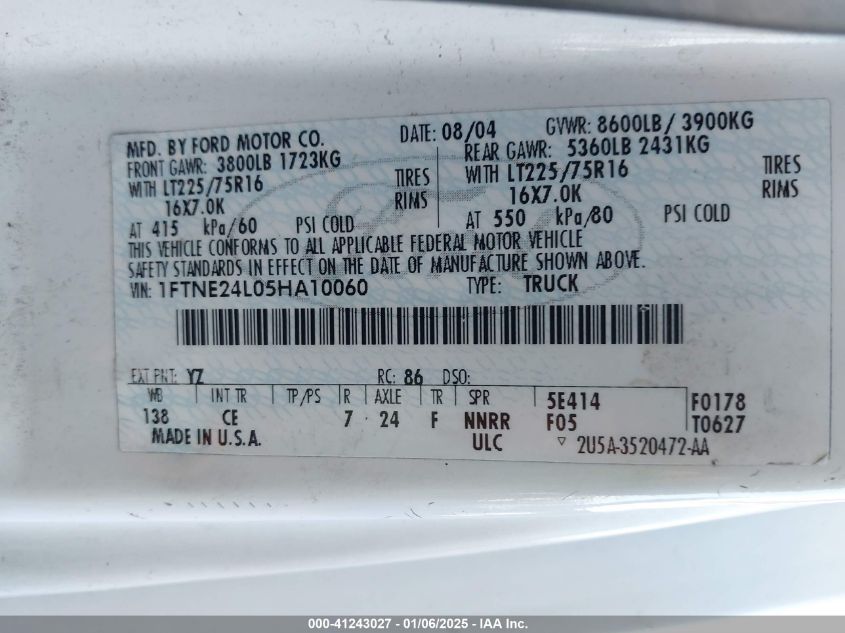 MFD. BY FORD MOTOR CO. DATE: 08/04 GVWR: 8600LB / 3900KG
FRONT GAWR: 3800LB 1723KG REAR GAWR: 5360LB 2431KG
WITH LT225/75R16 TIRES WITH LT225/75R16 TIRES
16X7.0K RIMS 16X7.0K RIMS
AT 415 kPa/60 PSI COLD AT 550 kPa/80 PSI COLD
THIS VEHICLE CONFORMS TO ALL APPLICABLE FEDERAL MOTOR VEHICLE
SAFETY STANDARDS IN EFFECT ON THE DATE OF MANUFACTURE SHOWN ABOVE.
VIN: 1FTNE24L05HA10060 TYPE: TRUCK
EXT PNT: YZ RC: 86 DSO:
WB INT TR TP/PS R AXLE TR SPR 5E414 F0178
138 CE 7 24 F NNRR F05 T0627
MADE IN U.S.A. ULC ▽ 2U5A-3520472-AA
000-41243027 - 01/06/2025 - IAA Inc.